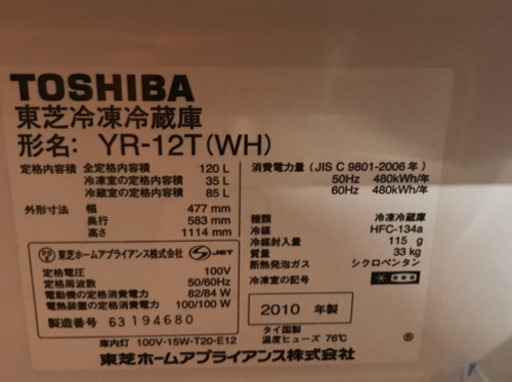 TOSHIBA
東芝冷凍冷蔵庫
形名: YR-12T(WH)
定格内容積 全定格内容積 120 L
冷凍室の定格内容積 35 L
冷蔵室の定格内容積 85 L
外形寸法 幅 477 mm
奥行 583 mm
高さ 1114 mm
消費電力量 (JIS C 9801-2006 年)
50Hz 480kWh/年
60Hz 480kWh/年
種類 冷凍冷蔵庫
冷媒 HFC-134a
冷媒封入量 115 g
質量 33 kg
断熱発泡ガス シクロペンタン
冷凍室の記号
PS E 東芝ホームアプライアンス株式会社 S JET
定格電圧 100V
定格周波数 50/60Hz
電動機の定格消費電力 82/84 W
電熱装置の定格消費電力 100/100 W
製造番号 63194680
2010 年製
タイ国製
温度ヒューズ 76℃
庫内灯 100V・15W・T20・E12
東芝ホームアプライアンス株式会社